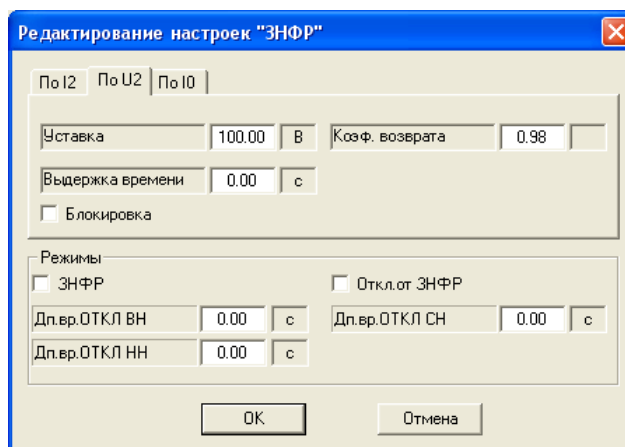 Редактирование настроек "ЗНФР"
По I2 По U2 По I0
Уставка 100.00 В Коэф. возврата 0.98
Выдержка времени 0.00 с
Блокировка
Режимы
ЗНФР Откл.от ЗНФР
Дп.вр.ОТКЛ ВН 0.00 с Дп.вр.ОТКЛ СН 0.00 с
Дп.вр.ОТКЛ НН 0.00 с
OK Отмена